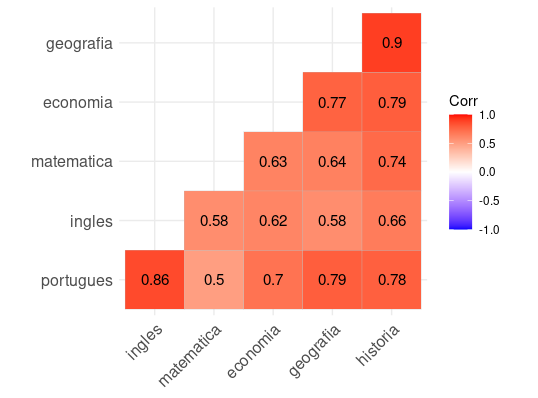 geografia 0.9
economia 0.77 0.79
matematica 0.63 0.64 0.74
ingles 0.58 0.62 0.58 0.66
portugues 0.86 0.5 0.7 0.79 0.78
ingles matematica economia geografia historia
Corr
1.0
0.5
0.0
-0.5
-1.0